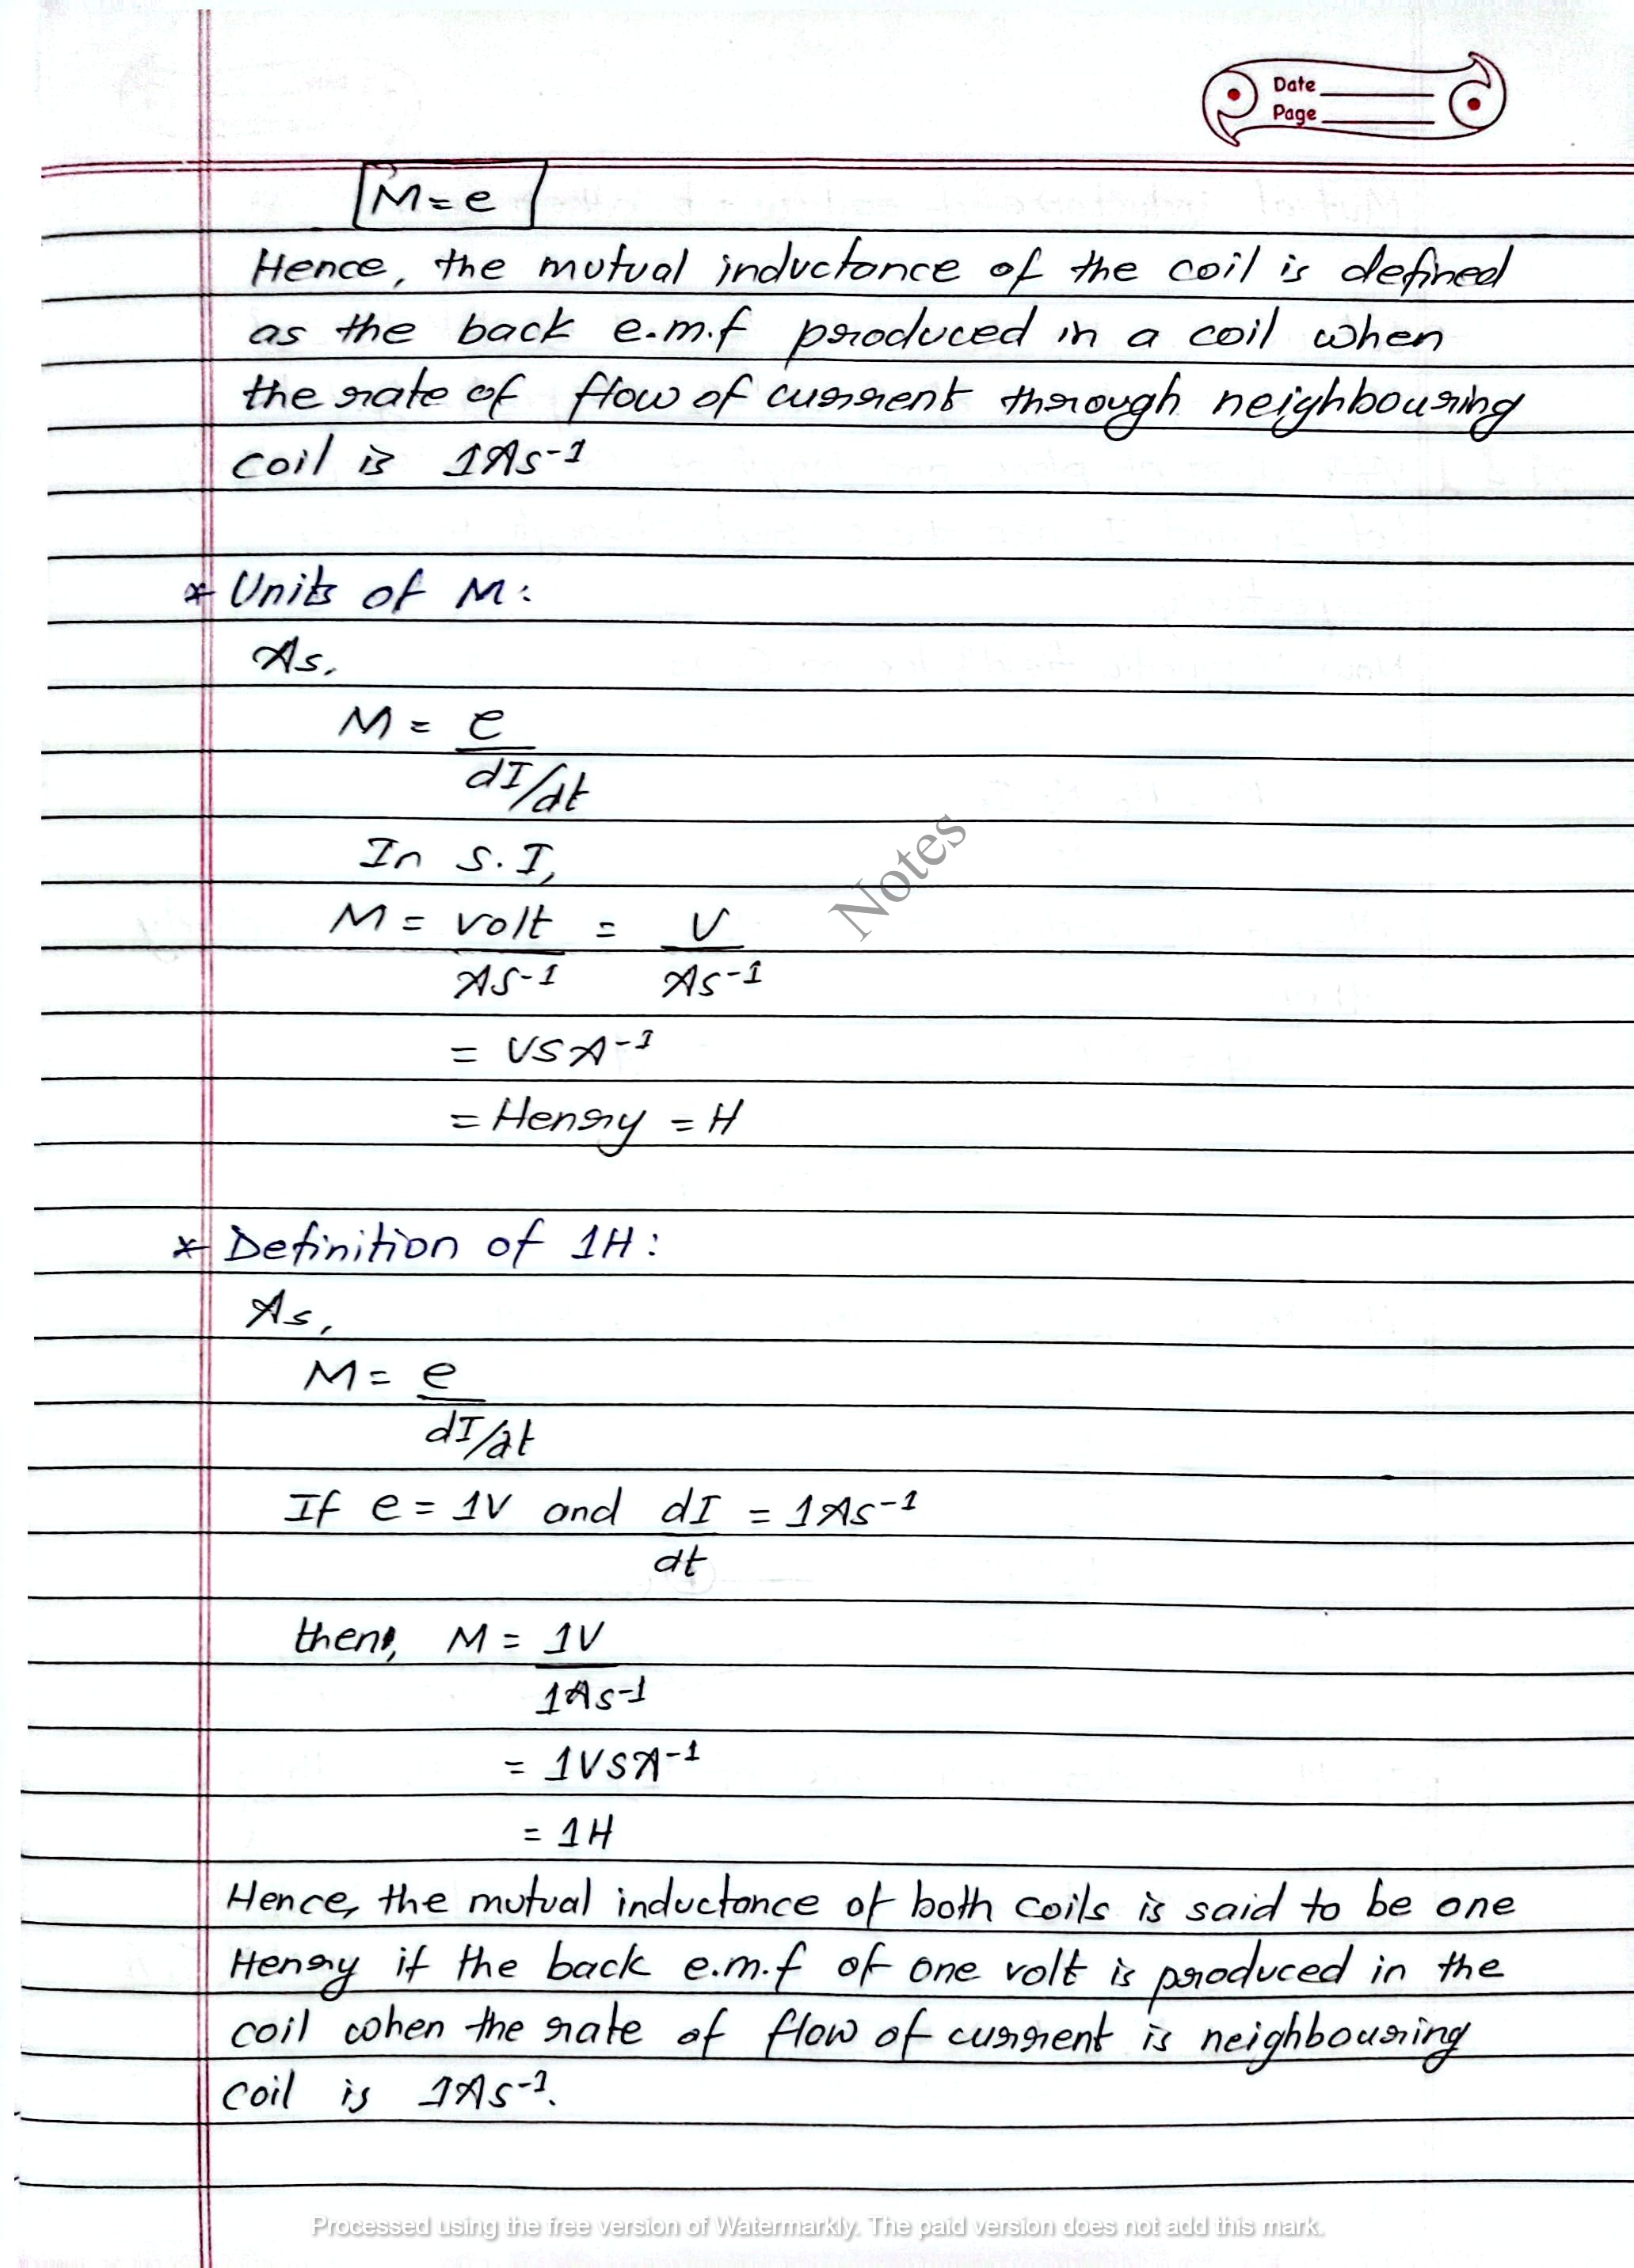 Date
Page
M=e
Hence, the mutual inductance of the coil is defined
as the back e.m.f produced in a coil when
the rate of flow of current through neighbouring
coil is 1As⁻¹
* Units of M:
As,
M = e
dI/dt
In S.I,
M = volt = V
AS⁻¹ AS⁻¹
= VSA⁻¹
= Henry = H
* Definition of 1H:
As,
M = e
dI/dt
If e = 1V and dI = 1As⁻¹
dt
then, M = 1V
1As⁻¹
= 1VSA⁻¹
= 1H
Hence, the mutual inductance of both coils is said to be one
Henry if the back e.m.f of one volt is produced in the
coil when the rate of flow of current is neighbouring
coil is 1As⁻¹.
Notes
Processed using the free version of Watermarkly. The paid version does not add this mark.